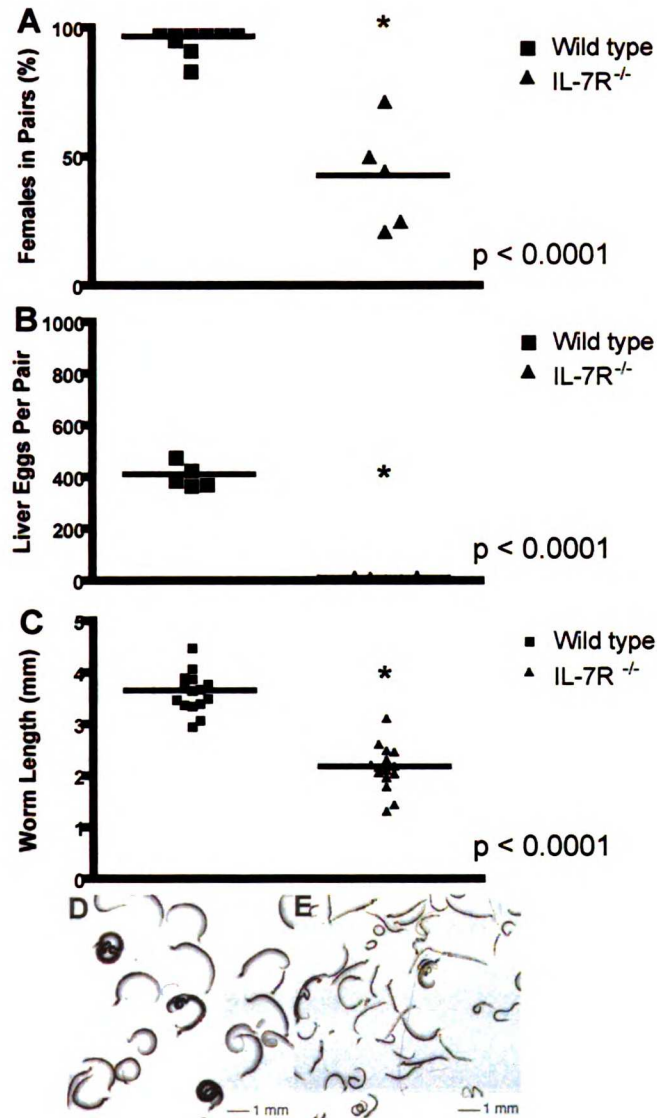 A
Females in Pairs (%)
100
50
0
*
■ Wild type
▲ IL-7R-/-
p < 0.0001
B
Liver Eggs Per Pair
1000
800
600
400
200
0
*
■ Wild type
▲ IL-7R-/-
p < 0.0001
C
Worm Length (mm)
5
4
3
2
1
0
*
■ Wild type
▲ IL-7R -/-
p < 0.0001
D
E
1 mm
1 mm